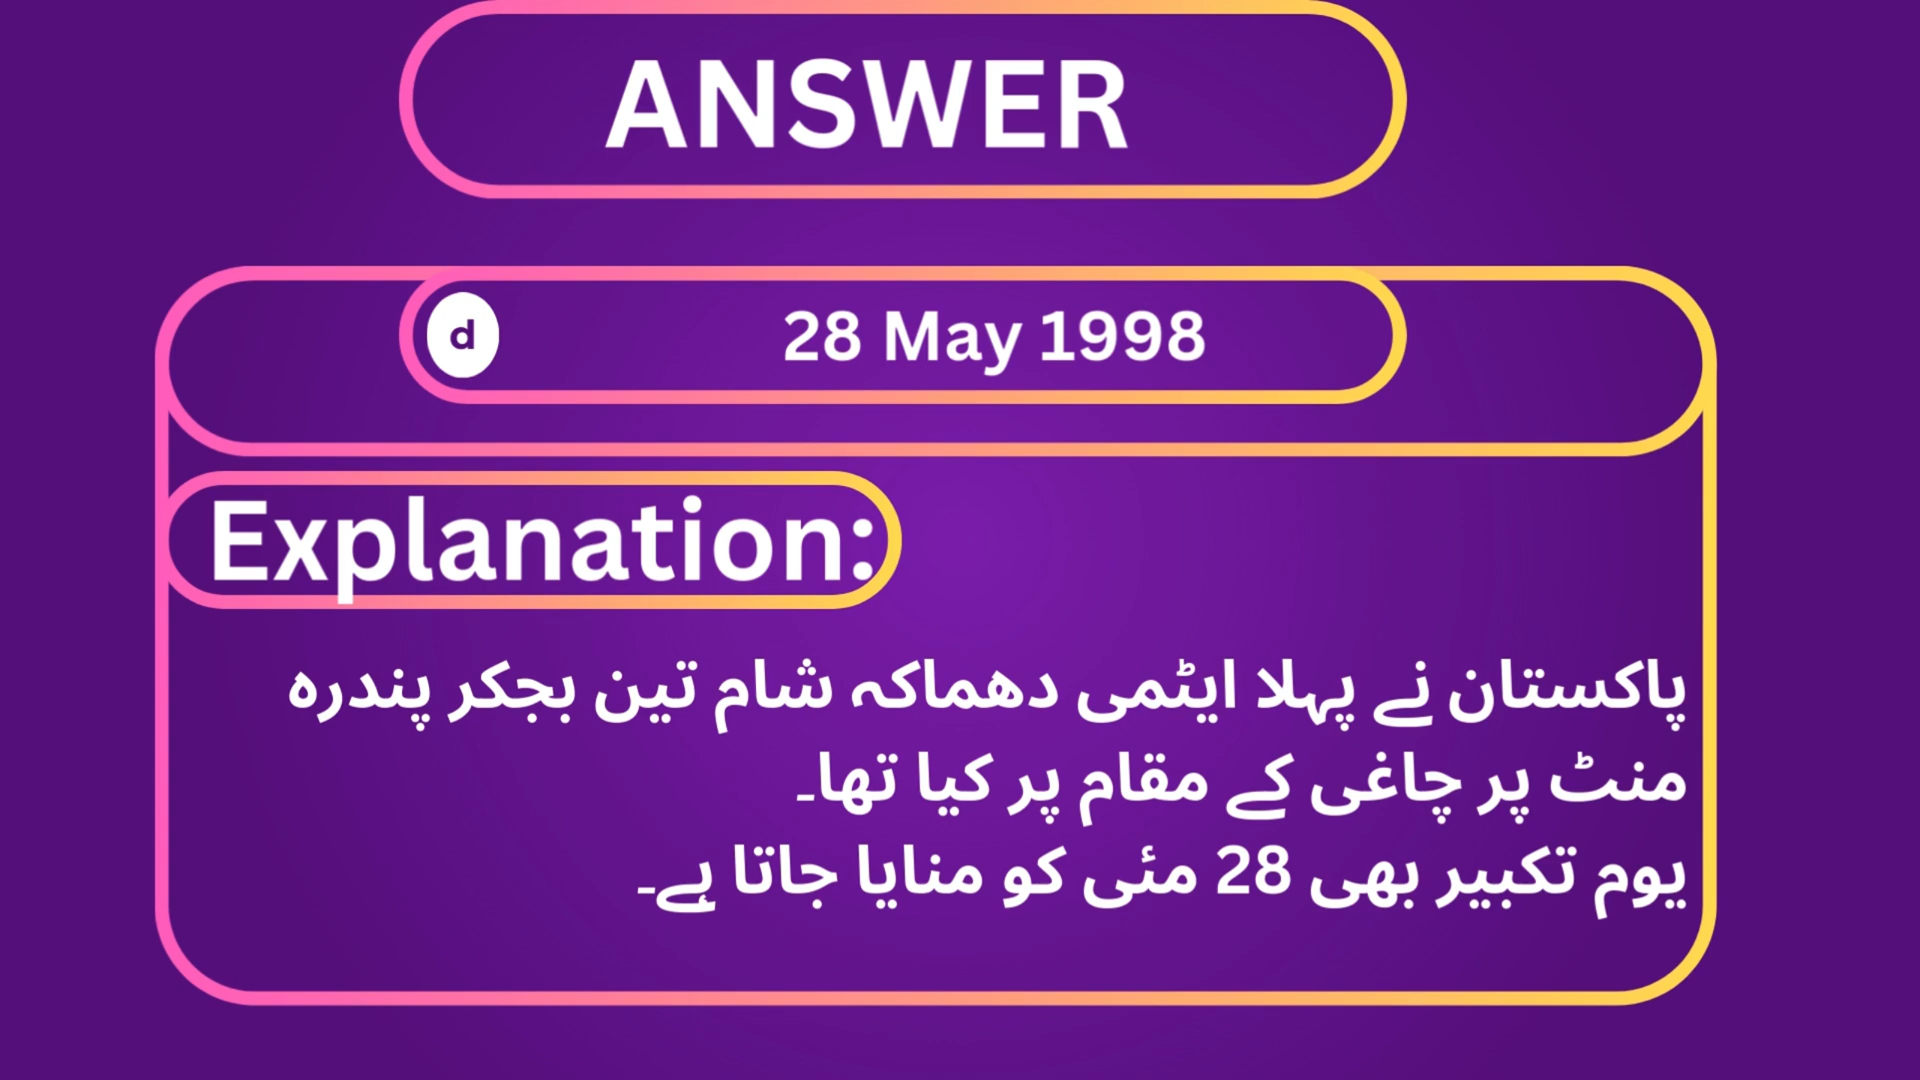 ANSWER
d
28 May 1998
Explanation:
پاکستان نے پہلا ایٹمی دھماکہ شام تین بجکر پندرہ
منٹ پر چاغی کے مقام پر کیا تھا۔
یوم تکبیر بھی 28 مئی کو منایا جاتا ہے۔